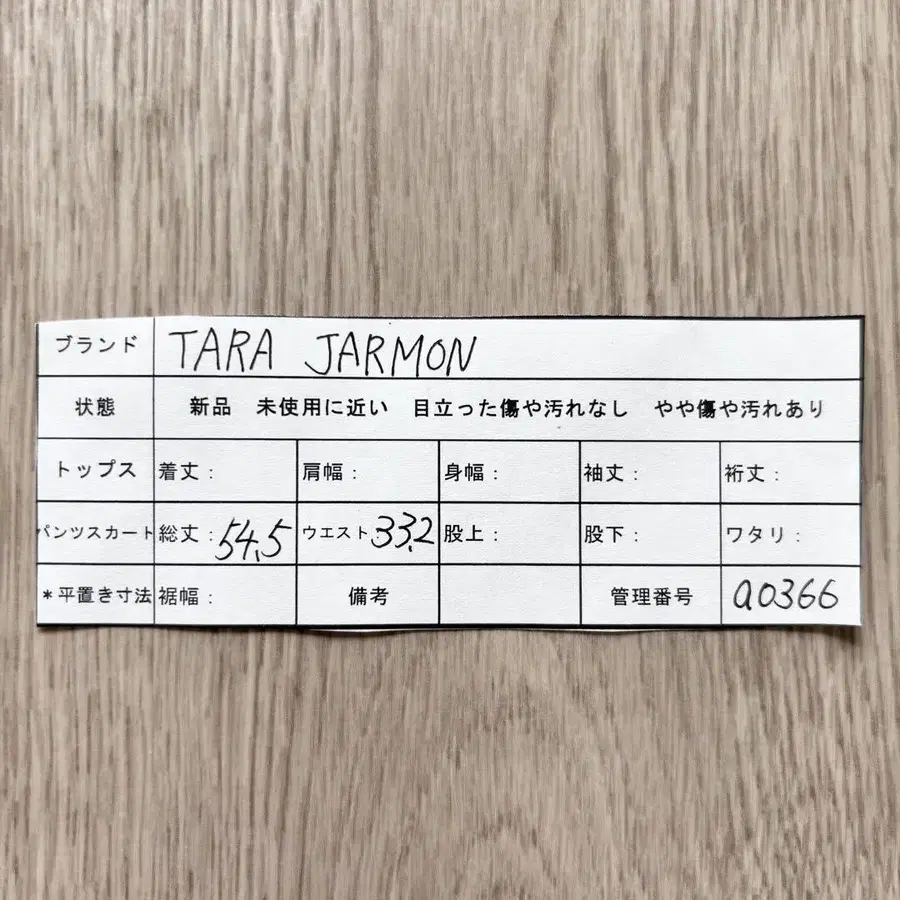 ブランド TARA JARMON
状態 新品 未使用に近い 目立った傷や汚れなし やや傷や汚れあり
トップス 着丈: 肩幅: 身幅: 袖丈: 裄丈:
パンツスカート 総丈: 54.5 ウエスト: 33.2 股上: 股下: ワタリ:
*平置き寸法 裾幅: 備考 管理番号 a0366